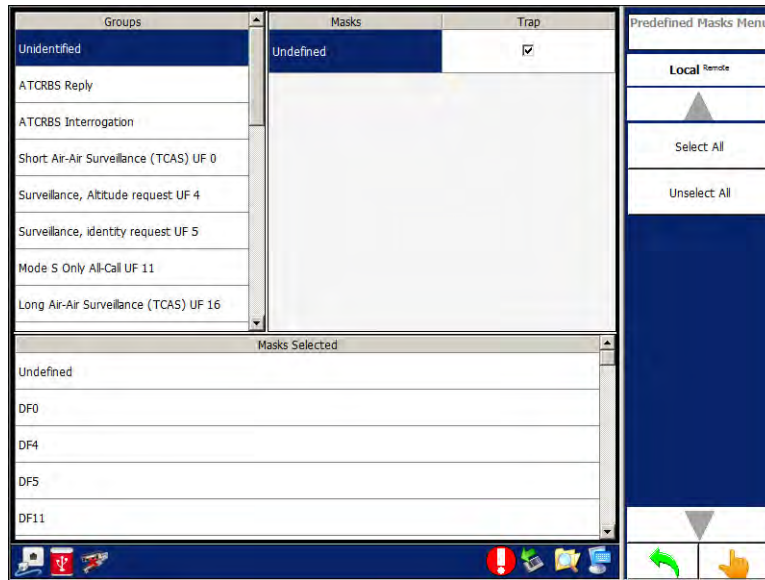 Groups
Masks
Trap
Predefined Masks Menu
Unidentified
Undefined
Local Remote
ATCRBS Reply
ATCRBS Interrogation
Short Air-Air Surveillance (TCAS) UF 0
Select All
Surveillance, Altitude request UF 4
Unselect All
Surveillance, identity request UF 5
Mode S Only All-Call UF 11
Long Air-Air Surveillance (TCAS) UF 16
Masks Selected
Undefined
DF0
DF4
DF5
DF11